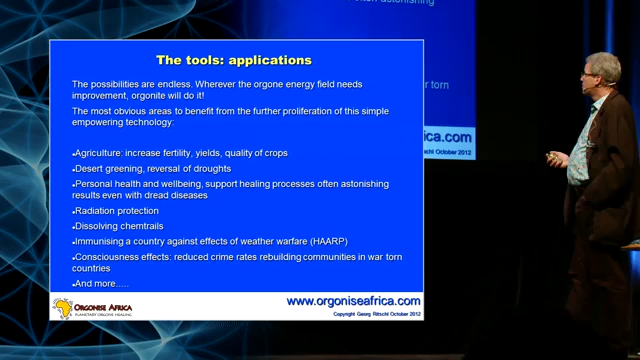 The tools: applications
The possibilities are endless. Wherever the orgone energy field needs
improvement, orgonite will do it!
The most obvious areas to benefit from the further proliferation of this simple
empowering technology:
•Agriculture: increase fertility, yields, quality of crops
•Desert greening, reversal of droughts
•Personal health and wellbeing, support healing processes often astonishing
results even with dread diseases
•Radiation protection
•Dissolving chemtrails
•Immunising a country against effects of weather warfare (HAARP)
•Consciousness effects: reduced crime rates rebuilding communities in war torn
countries
•And more.....
ORGONISE AFRICA
PLANETARY ORGONE HEALING
www.orgoniseafrica.com
Copyright Georg Ritschl October 2012
astonishing
ar torn
ica.com
Ritschl October 2012